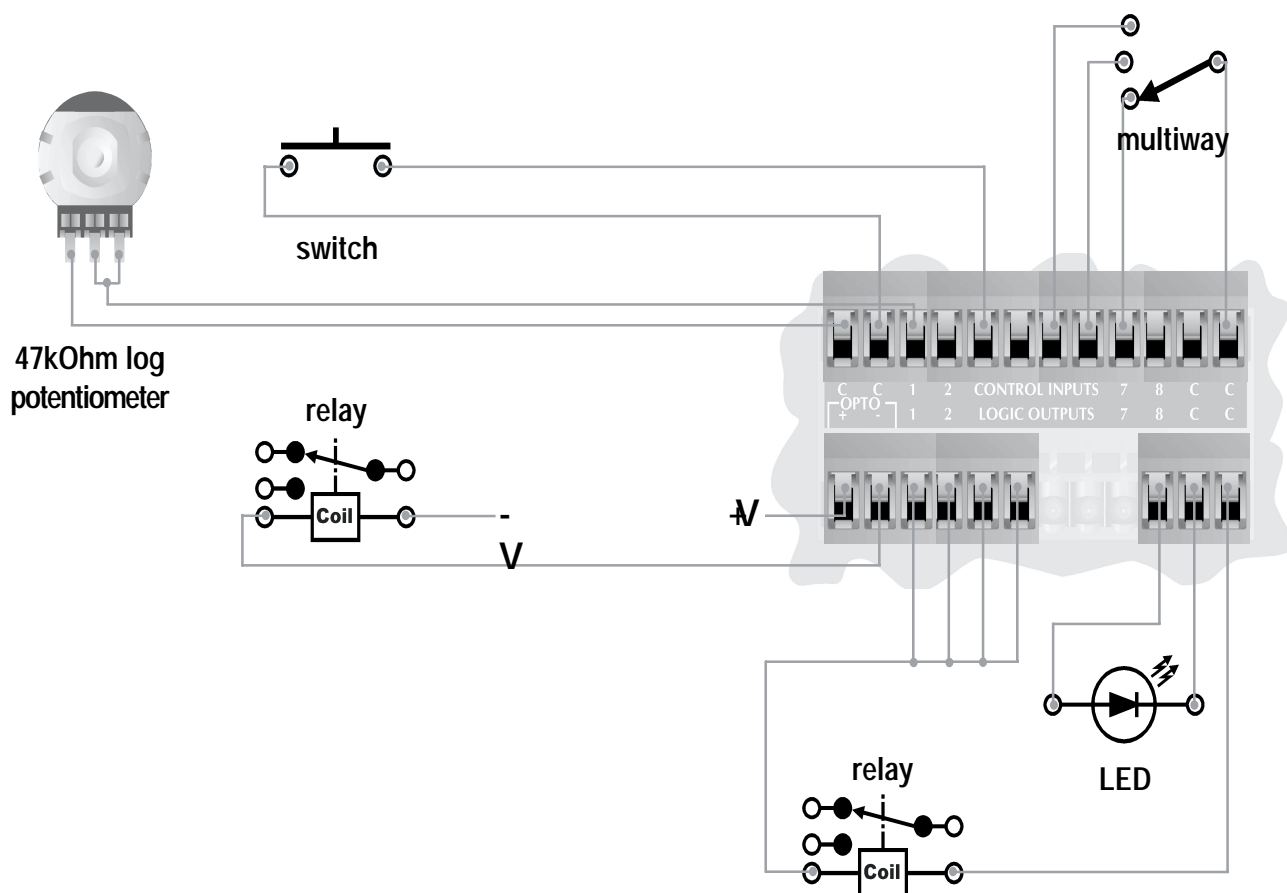 multiway
switch
47kOhm log
potentiometer
C C 1 2 CONTROL INPUTS 7 8 C C
OPTO
+ - 1 2 LOGIC OUTPUTS 7 8 C C
relay
Coil
-
V
+V
relay
Coil
LED